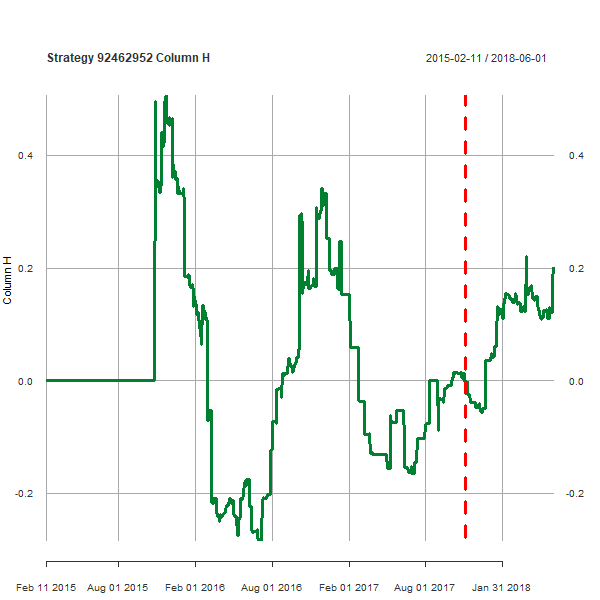 Strategy 92462952 Column H
2015-02-11 / 2018-06-01
0.4
0.4
0.2
0.2
Column H
0.0
0.0
-0.2
-0.2
Feb 11 2015
Aug 01 2015
Feb 01 2016
Aug 01 2016
Feb 01 2017
Aug 01 2017
Jan 31 2018